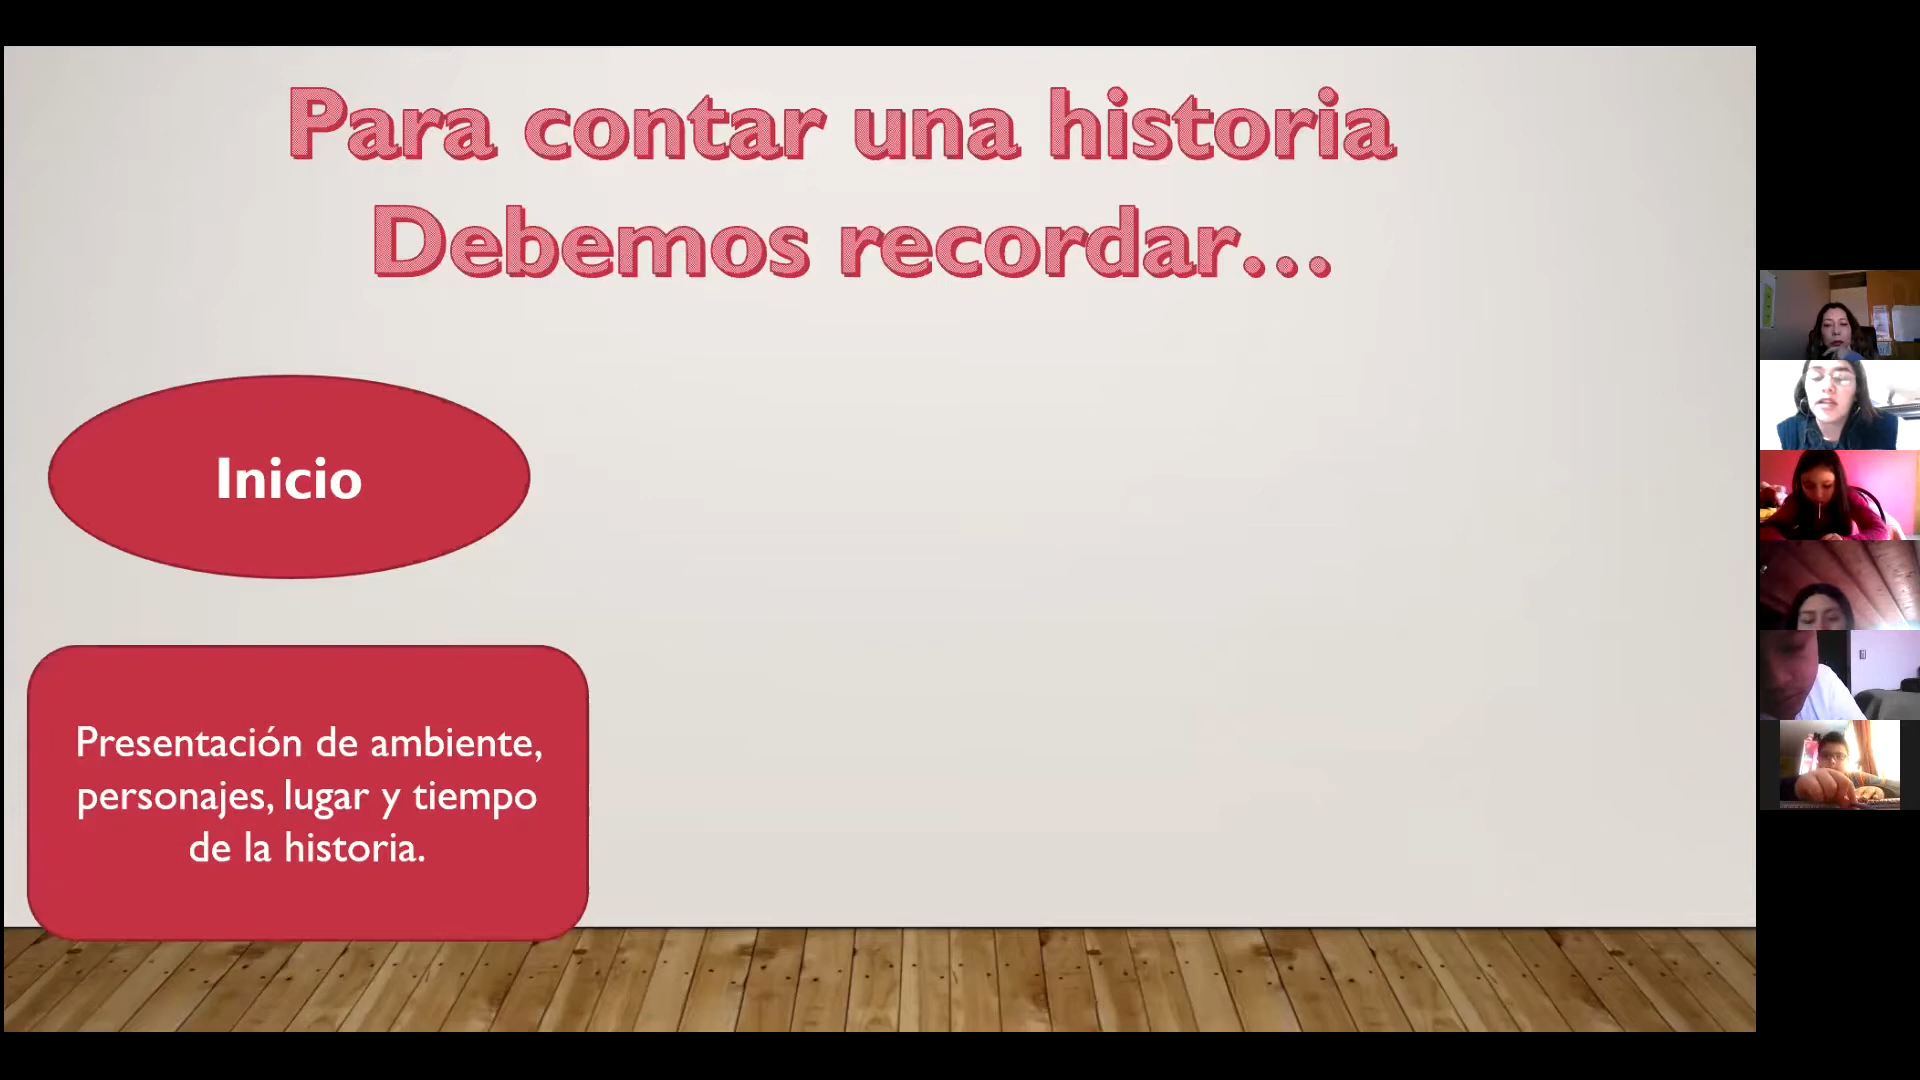 Para contar una historia
Debemos recordar...
Inicio
Presentación de ambiente,
personajes, lugar y tiempo
de la historia.